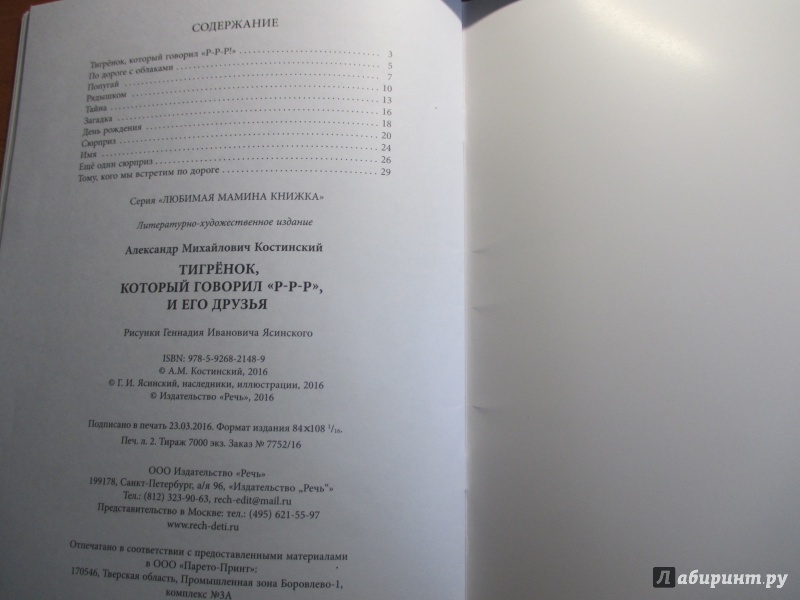 СОДЕРЖАНИЕ
Тигрёнок, который говорил «Р-Р-Р!» 3
По дороге с облаками 5
Попугай 7
Рядышком 10
Тайна 13
Загадка 16
День рождения 18
Сюрприз 20
Имя 24
Ещё один сюрприз 26
Тому, кого мы встретим по дороге 29
Серия «ЛЮБИМАЯ МАМИНА КНИЖКА»
Литературно-художественное издание
Александр Михайлович Костинский
ТИГРЁНОК,
КОТОРЫЙ ГОВОРИЛ «Р-Р-Р»,
И ЕГО ДРУЗЬЯ
Рисунки Геннадия Ивановича Ясинского
ISBN: 978-5-9268-2148-9
© А.М. Костинский, 2016
© Г. И. Ясинский, наследники, иллюстрации, 2016
© Издательство «Речь», 2016
Подписано в печать 23.03.2016. Формат издания 84×108 1/16.
Печ. л. 2. Тираж 7000 экз. Заказ № 7752/16
ООО Издательство «Речь»
199178, Санкт-Петербург, а/я 96, «Издательство „Речь"»
Тел.: (812) 323-90-63, rech-edit@mail.ru
Представительство в Москве: тел.: (495) 621-55-97
www.rech-deti.ru
Отпечатано в соответствии с предоставленными материалами
в ООО «Парето-Принт»:
170546, Тверская область, Промышленная зона Боровлево-1,
комплекс №3А
Лабиринт.ру